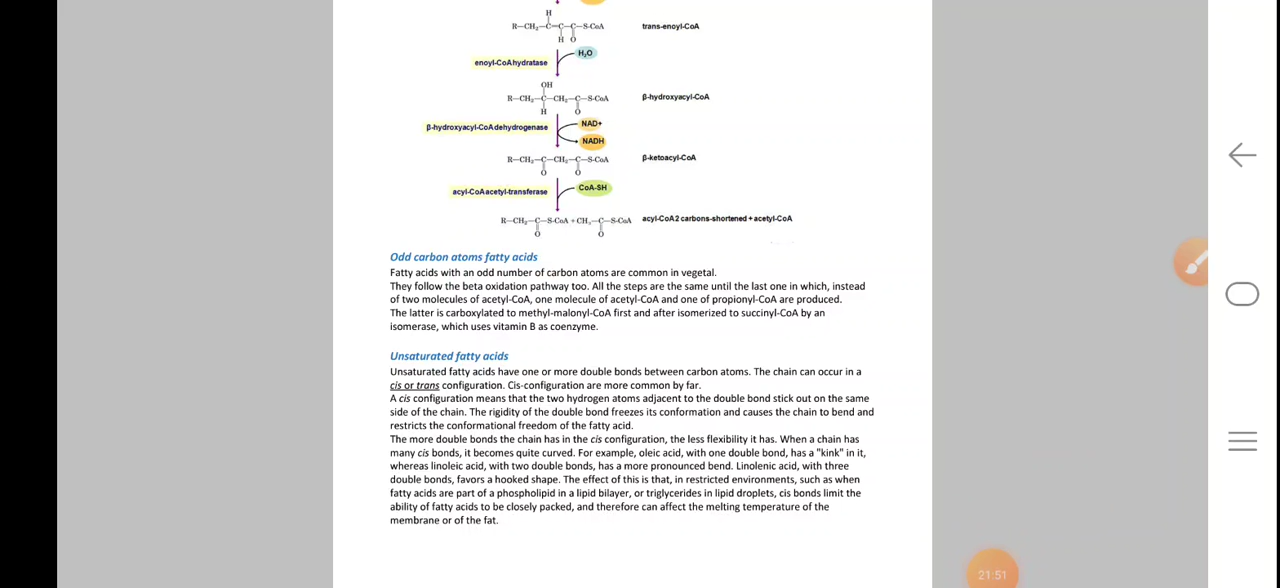 H
R—CH₂—C=C—C—S-CoA trans-enoyl-CoA
H O
H₂O
enoyl-CoA hydratase
OH
R—CH₂—C—CH₂—C—S-CoA β-hydroxyacyl-CoA
H O
NAD+
β-hydroxyacyl-CoA dehydrogenase
NADH
R—CH₂—C—CH₂—C—S-CoA β-ketoacyl-CoA
O O
CoA-SH
acyl-CoA acetyl-transferase
R—CH₂—C—S-CoA + CH₃—C—S-CoA acyl-CoA 2 carbons-shortened + acetyl-CoA
O O
Odd carbon atoms fatty acids
Fatty acids with an odd number of carbon atoms are common in vegetal.
They follow the beta oxidation pathway too. All the steps are the same until the last one in which, instead
of two molecules of acetyl-CoA, one molecule of acetyl-CoA and one of propionyl-CoA are produced.
The latter is carboxylated to methyl-malonyl-CoA first and after isomerized to succinyl-CoA by an
isomerase, which uses vitamin B as coenzyme.
Unsaturated fatty acids
Unsaturated fatty acids have one or more double bonds between carbon atoms. The chain can occur in a
cis or trans configuration. Cis-configuration are more common by far.
A cis configuration means that the two hydrogen atoms adjacent to the double bond stick out on the same
side of the chain. The rigidity of the double bond freezes its conformation and causes the chain to bend and
restricts the conformational freedom of the fatty acid.
The more double bonds the chain has in the cis configuration, the less flexibility it has. When a chain has
many cis bonds, it becomes quite curved. For example, oleic acid, with one double bond, has a "kink" in it,
whereas linoleic acid, with two double bonds, has a more pronounced bend. Linolenic acid, with three
double bonds, favors a hooked shape. The effect of this is that, in restricted environments, such as when
fatty acids are part of a phospholipid in a lipid bilayer, or triglycerides in lipid droplets, cis bonds limit the
ability of fatty acids to be closely packed, and therefore can affect the melting temperature of the
membrane or of the fat.
21:51